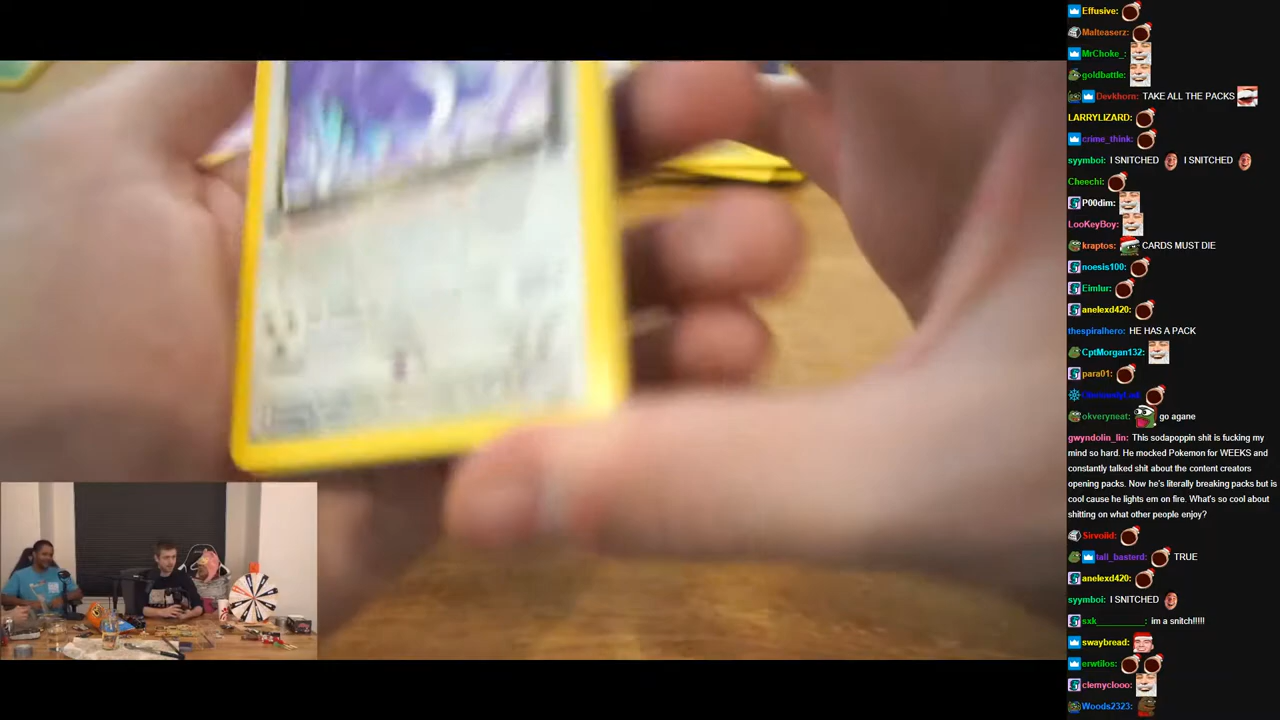 Effusive:
Malteaserz:
MrChoke_:
goldbattle:
Devkhorn: TAKE ALL THE PACKS
LARRYLIZARD:
crime_think:
syymboi: I SNITCHED I SNITCHED
Cheechi:
P00dim:
LooKeyBoy:
kraptos: CARDS MUST DIE
noesis100:
Eimlur:
anelexd420:
thespiralhero: HE HAS A PACK
CptMorgan132:
para01:
okveryneat: go agane
gwyndolin_lin: This sodapoppin shit is fucking my
mind so hard. He mocked Pokemon for WEEKS and
constantly talked shit about the content creators
opening packs. Now he's literally breaking packs but is
cool cause he lights em on fire. What's so cool about
shitting on what other people enjoy?
Sirvoiid:
tall_basterd: TRUE
anelexd420:
syymboi: I SNITCHED
im a snitch!!!!!
swaybread:
erwtilos:
clemyclooo:
Woods2323: